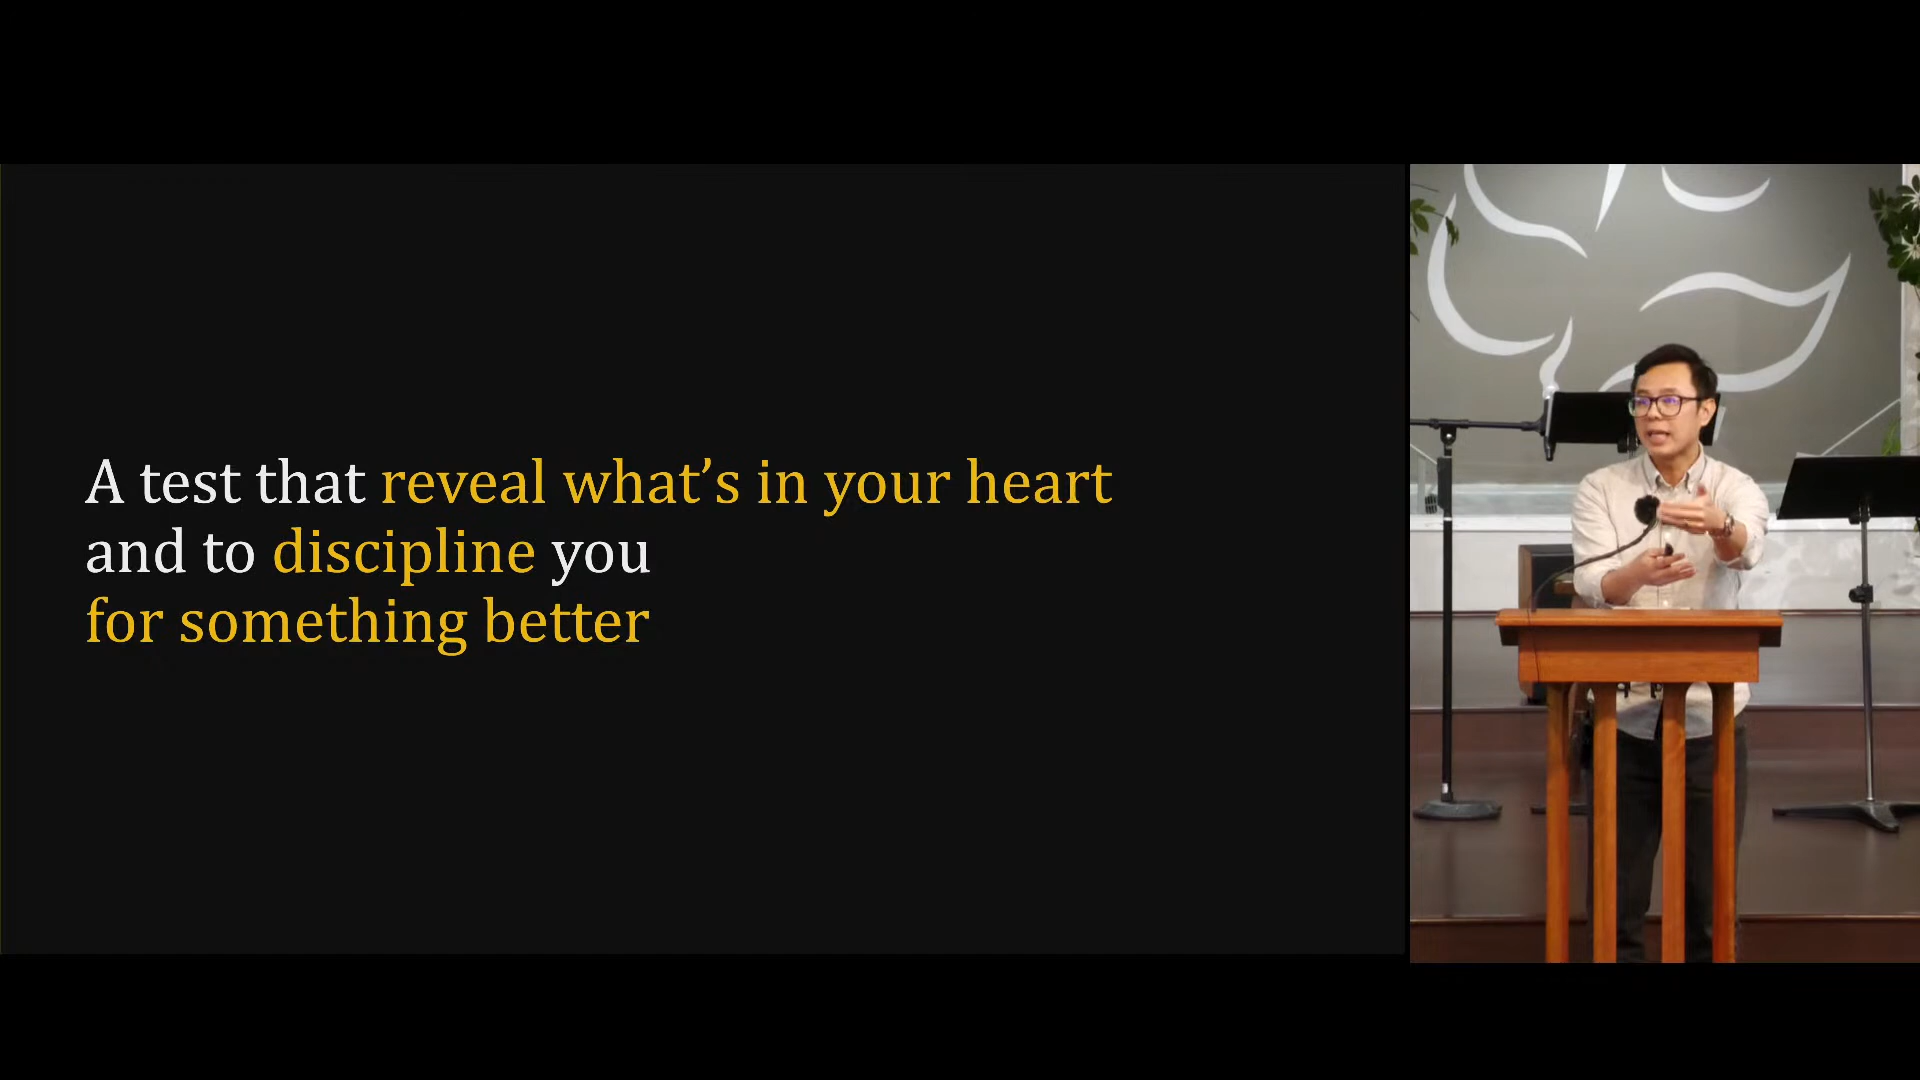 A test that reveal what’s in your heart
and to discipline you
for something better